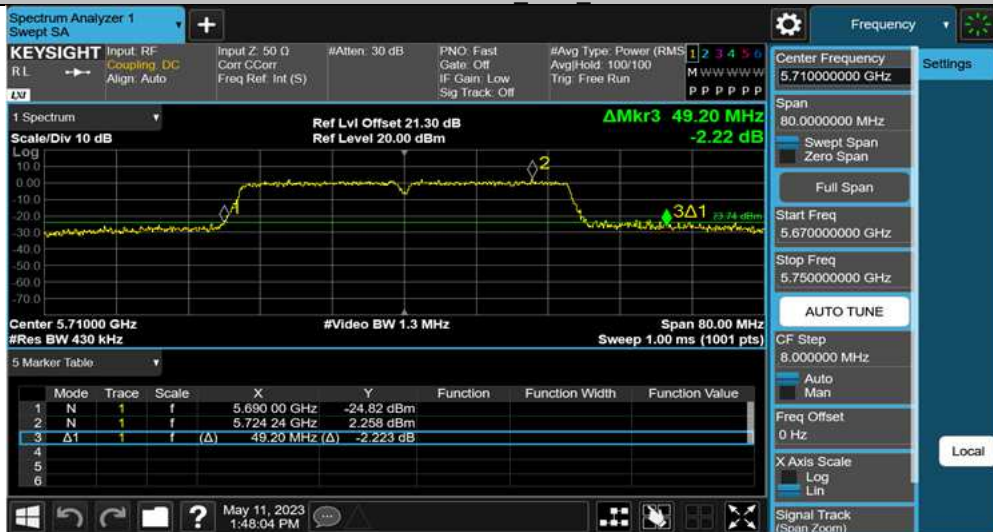 Spectrum Analyzer 1
Swept SA
+
Frequency
KEYSIGHT
RL
LXI
Input: RF
Coupling: DC
Align: Auto
Input Z: 50 Ω
Corr CCorr
Freq Ref: Int (S)
#Atten: 30 dB
PNO: Fast
Gate: Off
IF Gain: Low
Sig Track: Off
#Avg Type: Power (RMS
Avg|Hold: 100/100
Trig: Free Run
1 2 3 4 5 6
M W W W W W
P P P P P P
1 Spectrum
Scale/Div 10 dB
Ref Lvl Offset 21.30 dB
Ref Level 20.00 dBm
ΔMkr3 49.20 MHz
-2.22 dB
Log
10.0
0.00
-10.0
-20.0
-30.0
-40.0
-50.0
-60.0
-70.0
1
2
3Δ1
-23.74 dBm
Center 5.71000 GHz
#Res BW 430 kHz
#Video BW 1.3 MHz
Span 80.00 MHz
Sweep 1.00 ms (1001 pts)
5 Marker Table
Mode Trace Scale X Y Function Function Width Function Value
1 N 1 f 5.690 00 GHz -24.82 dBm
2 N 1 f 5.724 24 GHz 2.258 dBm
3 Δ1 1 f (Δ) 49.20 MHz (Δ) -2.223 dB
4
5
6
Center Frequency
5.710000000 GHz
Span
80.0000000 MHz
Swept Span
Zero Span
Full Span
Start Freq
5.670000000 GHz
Stop Freq
5.750000000 GHz
AUTO TUNE
CF Step
8.000000 MHz
Auto
Man
Freq Offset
0 Hz
X Axis Scale
Log
Lin
Signal Track
(Span Zoom)
Settings
Local
?
May 11, 2023
1:48:04 PM